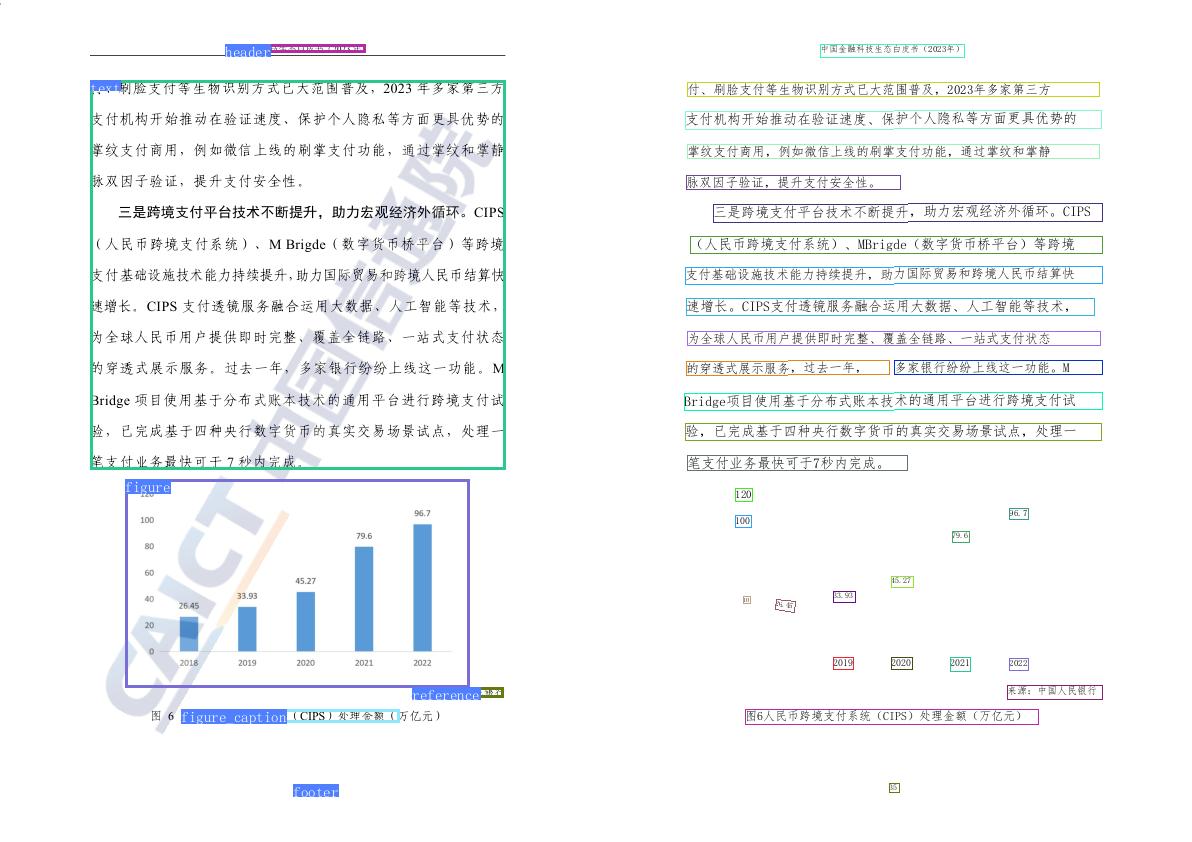 header
text
、刷脸支付等生物识别方式已大范围普及，2023 年多家第三方
支付机构开始推动在验证速度、保护个人隐私等方面更具优势的
掌纹支付商用，例如微信上线的刷掌支付功能，通过掌纹和掌静
脉双因子验证，提升支付安全性。
三是跨境支付平台技术不断提升，助力宏观经济外循环。CIPS
（人民币跨境支付系统）、M Brigde（数字货币桥平台）等跨境
支付基础设施技术能力持续提升，助力国际贸易和跨境人民币结算快
速增长。CIPS 支付透镜服务融合运用大数据、人工智能等技术，
为全球人民币用户提供即时完整、覆盖全链路、一站式支付状态
的穿透式展示服务。过去一年，多家银行纷纷上线这一功能。M
Bridge 项目使用基于分布式账本技术的通用平台进行跨境支付试
验，已完成基于四种央行数字货币的真实交易场景试点，处理一
笔支付业务最快可于 7 秒内完成。
figure
120
100
80
60
40
20
0
26.45
33.93
45.27
79.6
96.7
2018
2019
2020
2021
2022
reference
图 6 figure caption（CIPS）处理金额（万亿元）
footer
CAICT 中国信通院
中国金融科技生态白皮书（2023年）
付、刷脸支付等生物识别方式已大范围普及，2023年多家第三方
支付机构开始推动在验证速度、保护个人隐私等方面更具优势的
掌纹支付商用，例如微信上线的刷掌支付功能，通过掌纹和掌静
脉双因子验证，提升支付安全性。
三是跨境支付平台技术不断提升，助力宏观经济外循环。CIPS
（人民币跨境支付系统）、MBrigde（数字货币桥平台）等跨境
支付基础设施技术能力持续提升，助力国际贸易和跨境人民币结算快
速增长。CIPS支付透镜服务融合运用大数据、人工智能等技术，
为全球人民币用户提供即时完整、覆盖全链路、一站式支付状态
的穿透式展示服务，过去一年， 多家银行纷纷上线这一功能。M
Bridge项目使用基于分布式账本技术的通用平台进行跨境支付试
验，已完成基于四种央行数字货币的真实交易场景试点，处理一
笔支付业务最快可于7秒内完成。
120
100
96.7
79.6
45.27
33.93
2019
2020
2021
2022
来源：中国人民银行
图6人民币跨境支付系统（CIPS）处理金额（万亿元）
35